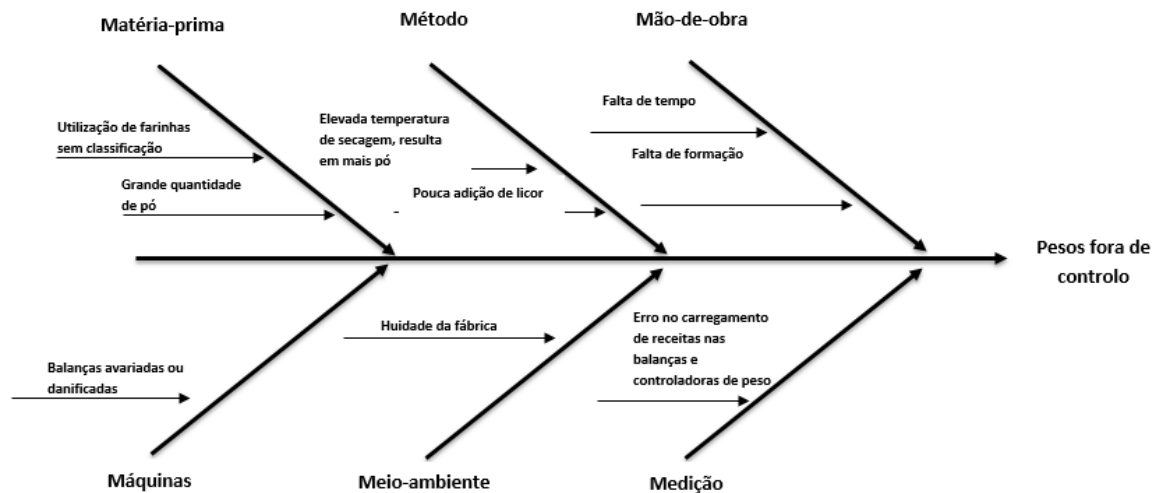 Matéria-prima
Método
Mão-de-obra
Utilização de farinhas
sem classificação
Grande quantidade
de pó
Elevada temperatura
de secagem, resulta
em mais pó
Pouca adição de licor
Falta de tempo
Falta de formação
Pesos fora de
controlo
Balanças avariadas ou
danificadas
Huidade da fábrica
Erro no carregamento
de receitas nas
balanças e
controladoras de peso
Máquinas
Meio-ambiente
Medição